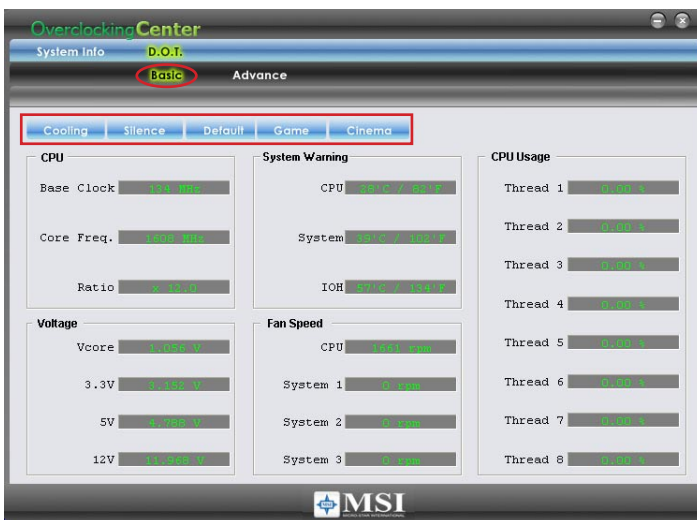 OverclockingCenter
System Info D.O.T.
Basic Advance
Cooling Silence Default Game Cinema
CPU
Base Clock 134 MHz
Core Freq. 1608 MHz
Ratio x 12.0
Voltage
Vcore 1.056 V
3.3V 3.152 V
5V 4.788 V
12V 11.968 V
System Warning
CPU 28'C / 82'F
System 39'C / 102'F
IOH 57'C / 134'F
Fan Speed
CPU 1661 rpm
System 1 0 rpm
System 2 0 rpm
System 3 0 rpm
CPU Usage
Thread 1 0.00 %
Thread 2 0.00 %
Thread 3 0.00 %
Thread 4 0.00 %
Thread 5 0.00 %
Thread 6 0.00 %
Thread 7 0.00 %
Thread 8 0.00 %
MSI
MICRO-STAR INTERNATIONAL